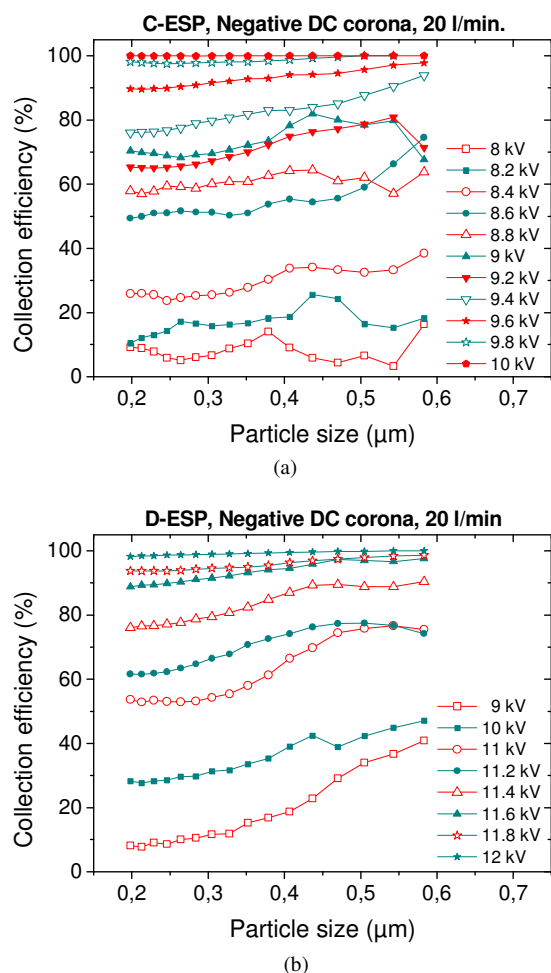 C-ESP, Negative DC corona, 20 l/min.
100
80
60
40
20
0
Collection efficiency (%)
8 kV
8.2 kV
8.4 kV
8.6 kV
8.8 kV
9 kV
9.2 kV
9.4 kV
9.6 kV
9.8 kV
10 kV
0,2 0,3 0,4 0,5 0,6 0,7
Particle size (µm)
(a)
D-ESP, Negative DC corona, 20 l/min
100
80
60
40
20
0
Collection efficiency (%)
9 kV
10 kV
11 kV
11.2 kV
11.4 kV
11.6 kV
11.8 kV
12 kV
0,2 0,3 0,4 0,5 0,6 0,7
Particle size (µm)
(b)